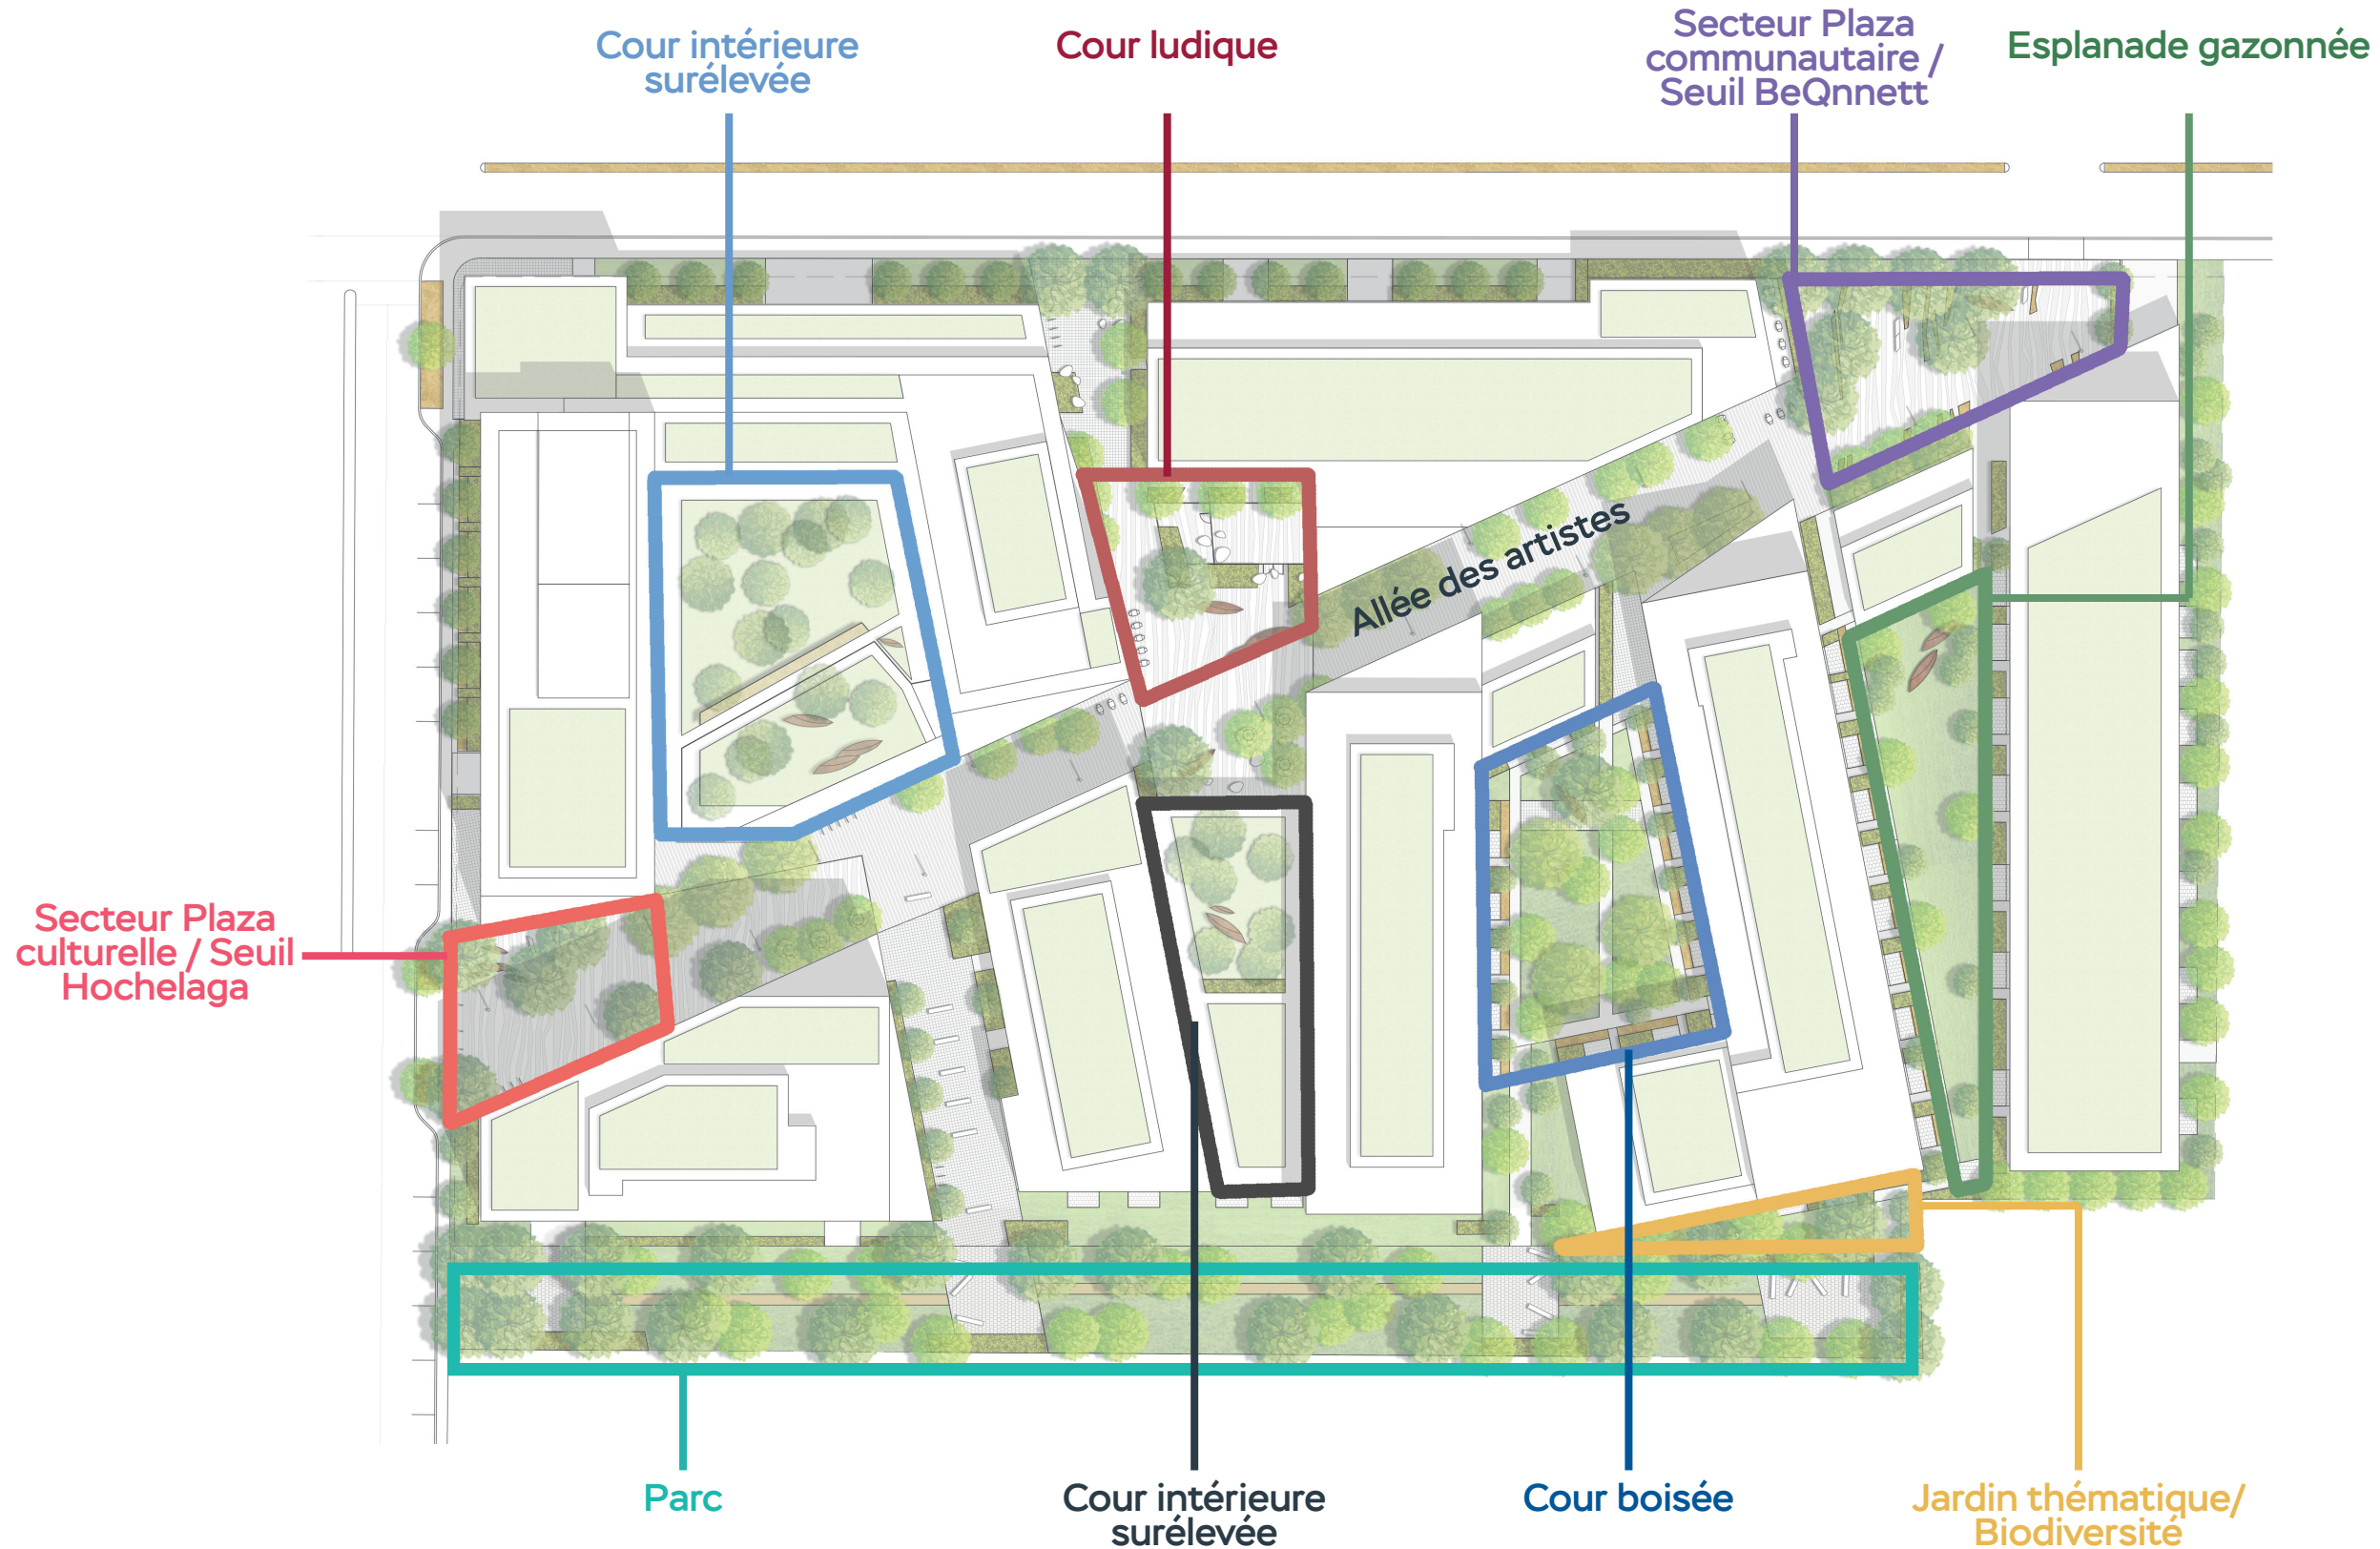 Cour intérieure
surélevée
Cour ludique
Secteur Plaza
communautaire /
Seuil BeQnnett
Esplanade gazonnée
Allée des artistes
Secteur Plaza
culturelle / Seuil
Hochelaga
Parc
Cour intérieure
surélevée
Cour boisée
Jardin thématique/
Biodiversité